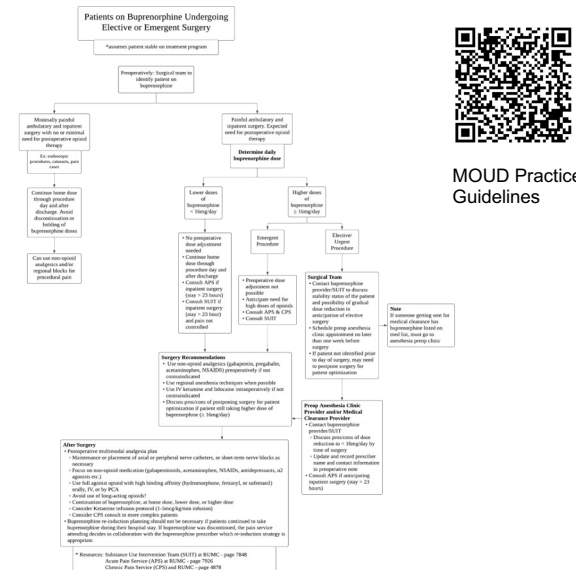 Patients on Buprenorphine Undergoing
Elective or Emergent Surgery
*assumes patient stable on treatment program
Preoperatively: Surgical team to
identify patient on
buprenorphine
Minimally painful
ambulatory and inpatient
surgery with no or minimal
need for postoperative opioid
therapy
Ex: endoscopic
procedures, cataracts, pain
cases
Continue home dose
through procedure
day and after
discharge. Avoid
discontinuation or
holding of
buprenorphine doses
Can use non-opioid
analgesics and/or
regional blocks for
procedural pain
Painful ambulatory and
inpatient surgery. Expected
need for postoperative opioid
therapy
Determine daily
buprenorphine dose
Lower doses
of
buprenorphine
< 16mg/day
Higher doses
of
buprenorphine
≥ 16mg/day
• No preoperative
dose adjustment
needed
• Continue home
dose through
procedure day and
after discharge
• Consult APS if
inpatient surgery
(stay > 23 hours)
• Consult SUIT if
inpatient surgery
(stay > 23 hour)
and pain not
controlled
Emergent
Procedure
Elective/
Urgent
Procedure
• Preoperative dose
adjustment not
possible
• Anticipate need for
high doses of opioids
• Consult APS & CPS
• Consult SUIT
Surgical Team
• Contact buprenorphine
provider/SUIT to discuss
stability status of the patient
and possibility of gradual
dose reduction in
anticipation of elective
surgery
• Schedule preop anesthesia
clinic appointment no later
than one week before
surgery
• If patient not identified prior
to day of surgery, may need
to postpone surgery for
patient optimization
Note
If someone getting sent for
medical clearance has
buprenorphine listed on
med list, must go to
anesthesia preop clinic
Surgery Recommendations
• Use non-opioid analgesics (gabapentin, pregabalin,
acetaminophen, NSAIDS) preoperatively if not
contraindicated
• Use regional anesthesia techniques when possible
• Use IV ketamine and lidocaine intraoperatively if not
contraindicated
• Discuss pros/cons of postponing surgery for patient
optimization if patient still taking higher dose of
buprenorphine (≥ 16mg/day)
Preop Anesthesia Clinic
Provider and/or Medical
Clearance Provider
• Contact buprenorphine
provider/SUIT
- Discuss pros/cons of dose
reduction to < 16mg/day by
time of surgery
- Update and record prescriber
name and contact information
in preoperative note
• Consult APS if anticipating
inpatient surgery (stay > 23
hours)
After Surgery
• Postoperative multimodal analgesia plan
- Maintenance or placement of axial or peripheral nerve catheters, or short-term nerve blocks as
necessary
- Focus on non-opioid medication (gabapentinoids, acetaminophen, NSAIDs, antidepressants, α2
agonists etc.)
- Use full agonist opioid with high binding affinity (hydromorphone, fentanyl, or sufentanil)
orally, IV, or by PCA
- Avoid use of long-acting opioids!
- Continuation of buprenorphine, at home dose, lower dose, or higher dose
- Consider Ketamine infusion protocol (1-5mcg/kg/min infusion)
- Consider CPS consult in more complex patients
• Buprenorphine re-induction planning should not be necessary if patients continued to take
buprenorphine during their hospital stay. If buprenorphine was discontinued, the pain service
attending decides in collaboration with the buprenorphine prescriber which re-induction strategy is
appropriate.
* Resources: Substance Use Intervention Team (SUIT) at RUMC - page 7848
Acute Pain Service (APS) at RUMC - page 7926
Chronic Pain Service (CPS) and RUMC - page 4878
MOUD Practice
Guidelines